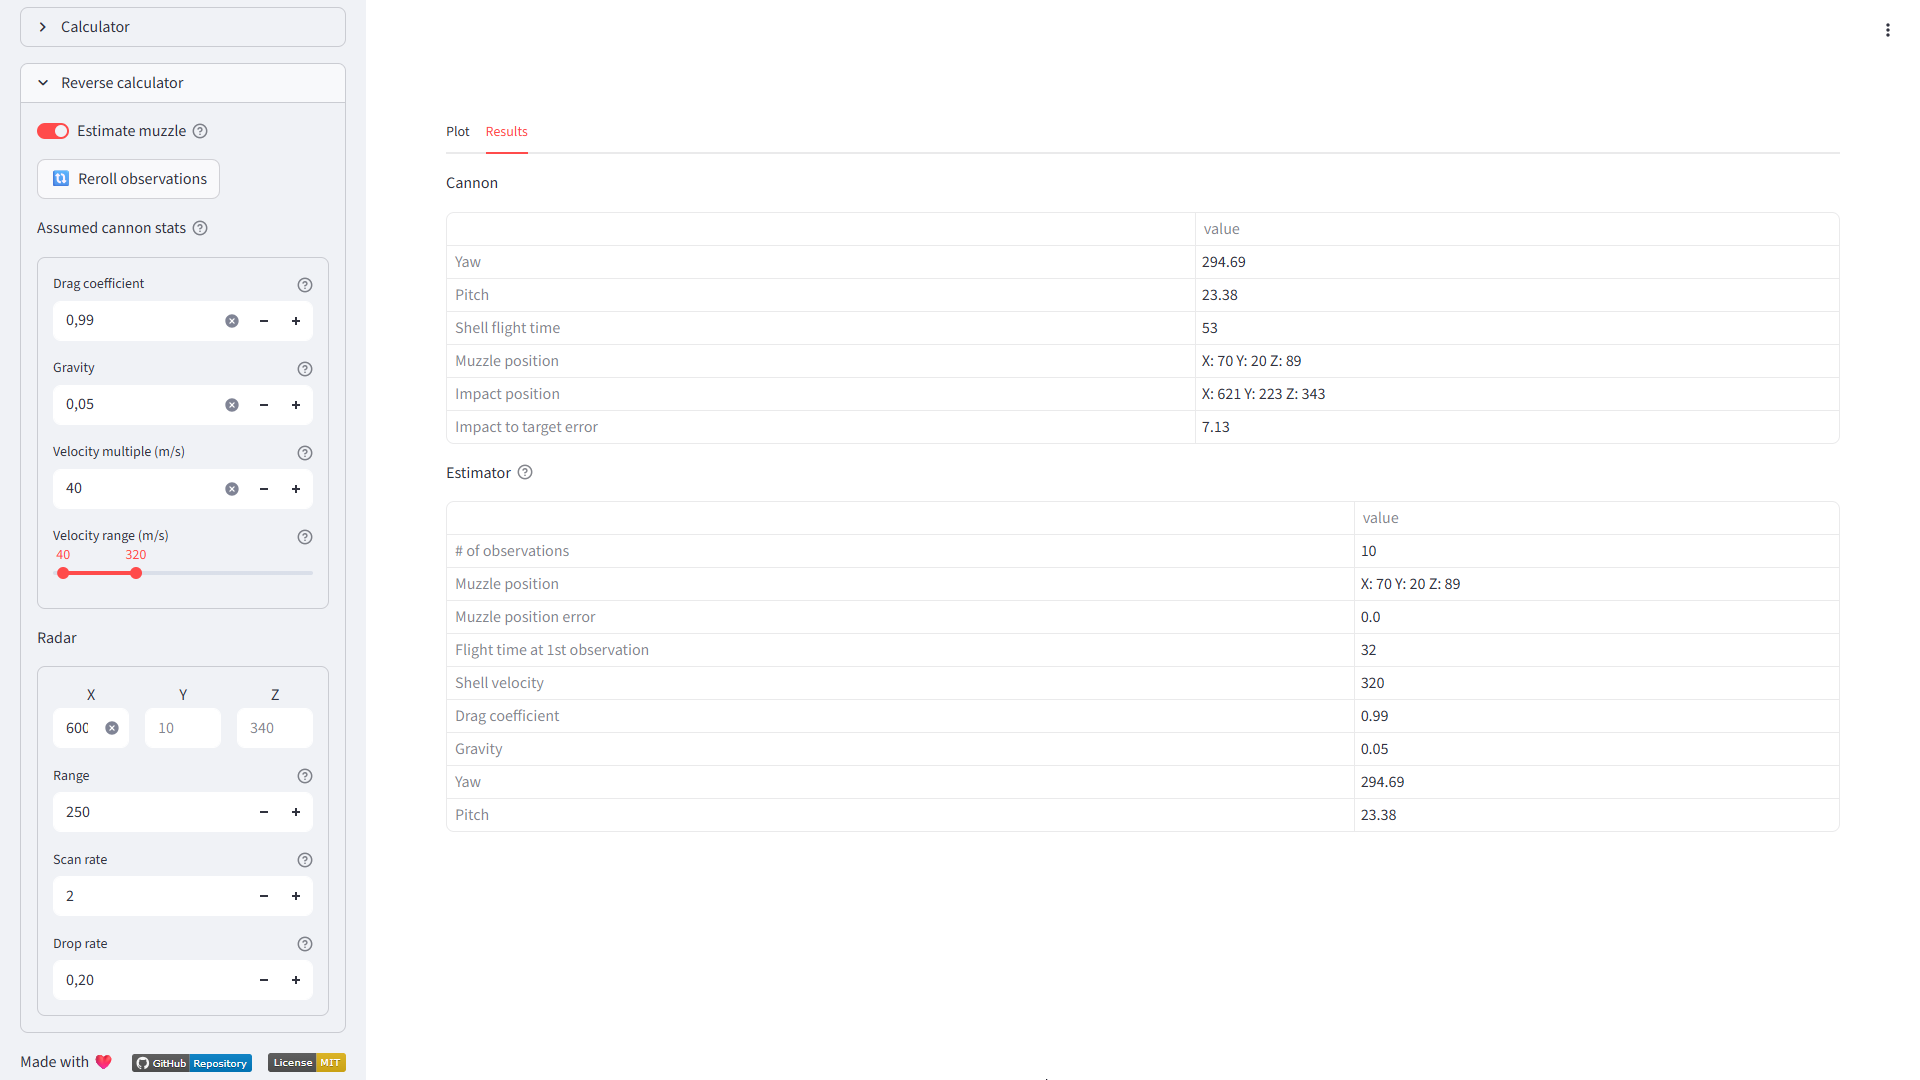 Calculator
Reverse calculator
Estimate muzzle
Reroll observations
Assumed cannon stats
Drag coefficient
0,99
Gravity
0,05
Velocity multiple (m/s)
40
Velocity range (m/s)
40 320
Radar
X Y Z
600 10 340
Range
250
Scan rate
2
Drop rate
0,20
Made with GitHub Repository License MIT
Plot Results
Cannon
value
Yaw 294.69
Pitch 23.38
Shell flight time 53
Muzzle position X: 70 Y: 20 Z: 89
Impact position X: 621 Y: 223 Z: 343
Impact to target error 7.13
Estimator
value
# of observations 10
Muzzle position X: 70 Y: 20 Z: 89
Muzzle position error 0.0
Flight time at 1st observation 32
Shell velocity 320
Drag coefficient 0.99
Gravity 0.05
Yaw 294.69
Pitch 23.38